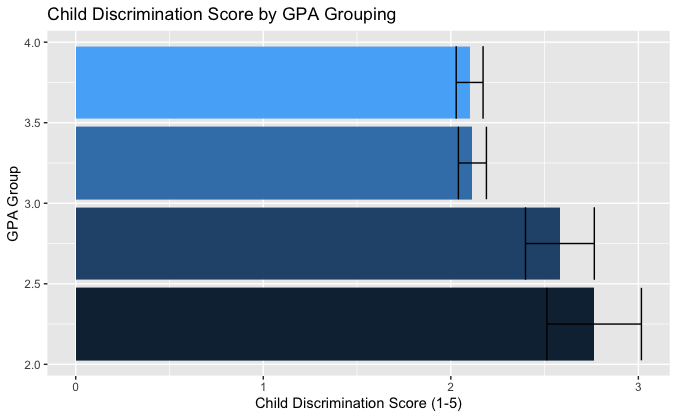 Child Discrimination Score by GPA Grouping
4.0
3.5
3.0
2.5
2.0
GPA Group
0 1 2 3
Child Discrimination Score (1-5)